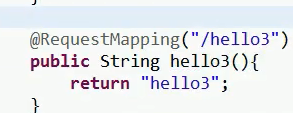 }
@RequestMapping("/hello3")
public String hello3(){
return "hello3";
}